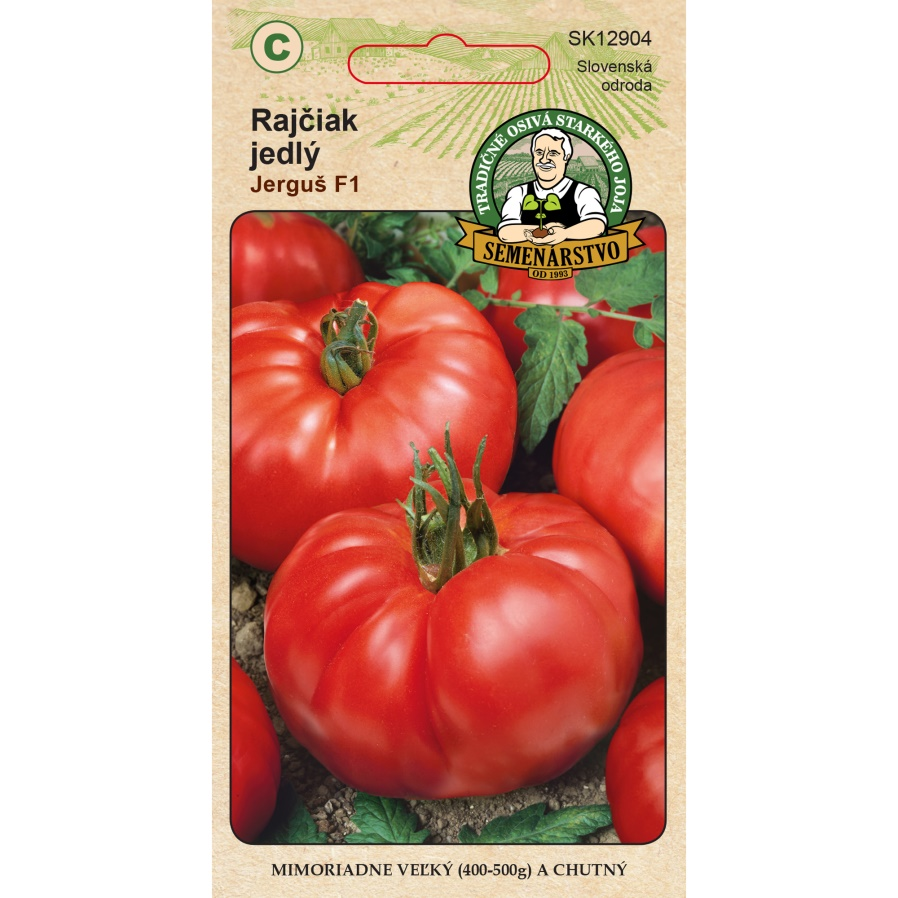 C
SK12904
Slovenská
odroda
Rajčiak
jedlý
Jerguš F1
TRADIČNÉ OSIVÁ STARKÉHO JOJA
SEMENÁRSTVO
OD 1993
MIMORIADNE VEĽKÝ (400-500g) A CHUTNÝ